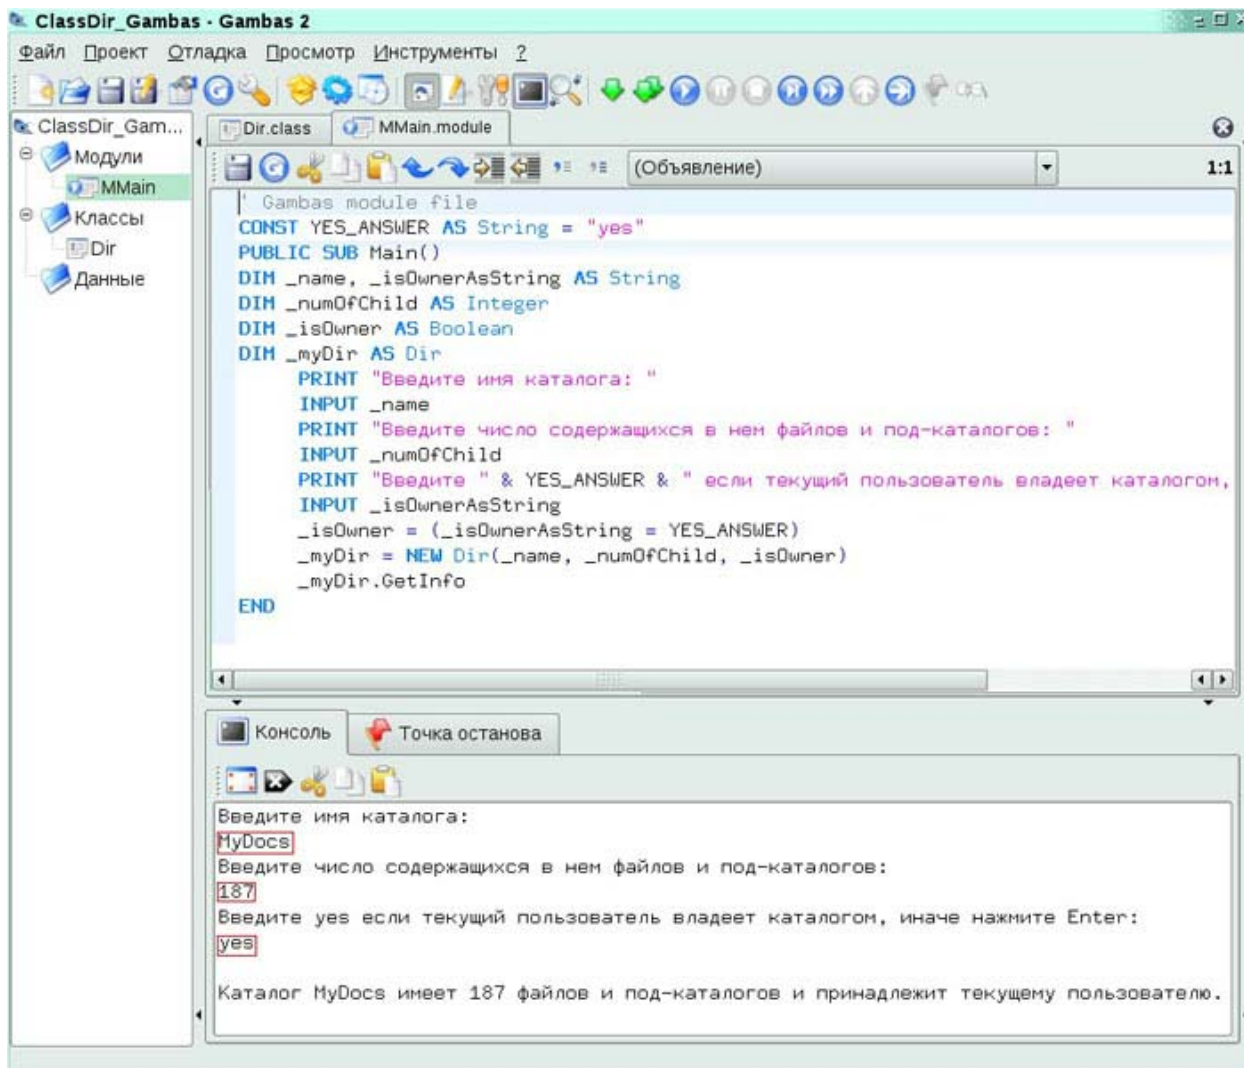 ClassDir_Gambas - Gambas 2
Файл Проект Отладка Просмотр Инструменты ?
ClassDir_Gam...
Модули
MMain
Классы
Dir
Данные
Dir.class
MMain.module
(Объявление)
1:1
' Gambas module file
CONST YES_ANSWER AS String = "yes"
PUBLIC SUB Main()
DIM _name, _isOwnerAsString AS String
DIM _numOfChild AS Integer
DIM _isOwner AS Boolean
DIM _myDir AS Dir
PRINT "Введите имя каталога: "
INPUT _name
PRINT "Введите число содержащихся в нем файлов и под-каталогов: "
INPUT _numOfChild
PRINT "Введите " & YES_ANSWER & " если текущий пользователь владеет каталогом,
INPUT _isOwnerAsString
_isOwner = (_isOwnerAsString = YES_ANSWER)
_myDir = NEW Dir(_name, _numOfChild, _isOwner)
_myDir.GetInfo
END
Консоль
Точка останова
Введите имя каталога:
MyDocs
Введите число содержащихся в нем файлов и под-каталогов:
187
Введите yes если текущий пользователь владеет каталогом, иначе нажмите Enter:
yes
Каталог MyDocs имеет 187 файлов и под-каталогов и принадлежит текущему пользователю.